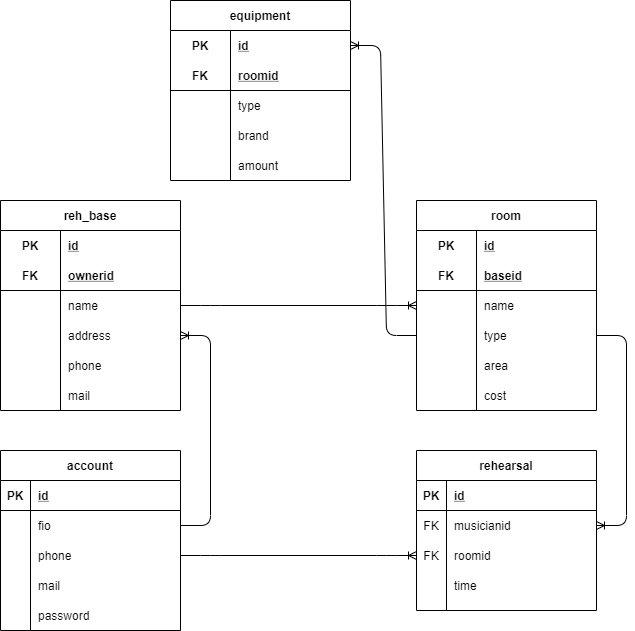 equipment
PK id
FK roomid
type
brand
amount
reh_base
PK id
FK ownerid
name
address
phone
mail
room
PK id
FK baseid
name
type
area
cost
account
PK id
fio
phone
mail
password
rehearsal
PK id
FK musicianid
FK roomid
time